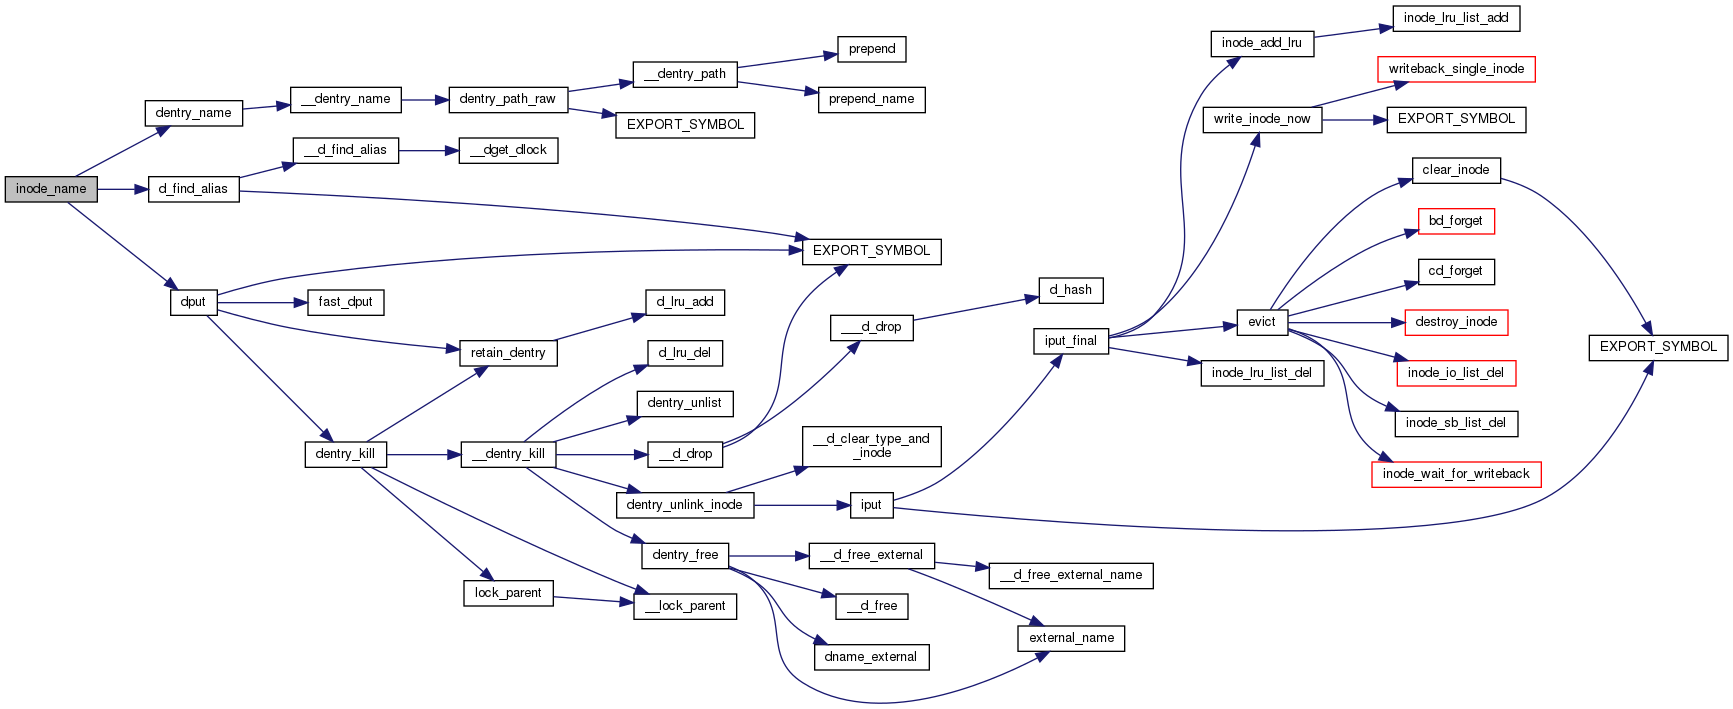 inode_name
dentry_name
d_find_alias
dput
__dentry_name
__d_find_alias
fast_dput
dentry_kill
dentry_path_raw
__dget_dlock
retain_dentry
__dentry_kill
lock_parent
__dentry_path
EXPORT_SYMBOL
d_lru_add
d_lru_del
dentry_unlist
__d_drop
dentry_unlink_inode
dentry_free
__lock_parent
prepend
prepend_name
EXPORT_SYMBOL
___d_drop
__d_clear_type_and
_inode
iput
__d_free_external
__d_free
dname_external
d_hash
iput_final
__d_free_external_name
external_name
inode_add_lru
write_inode_now
evict
inode_lru_list_del
inode_lru_list_add
writeback_single_inode
EXPORT_SYMBOL
clear_inode
bd_forget
cd_forget
destroy_inode
inode_io_list_del
inode_sb_list_del
inode_wait_for_writeback
EXPORT_SYMBOL